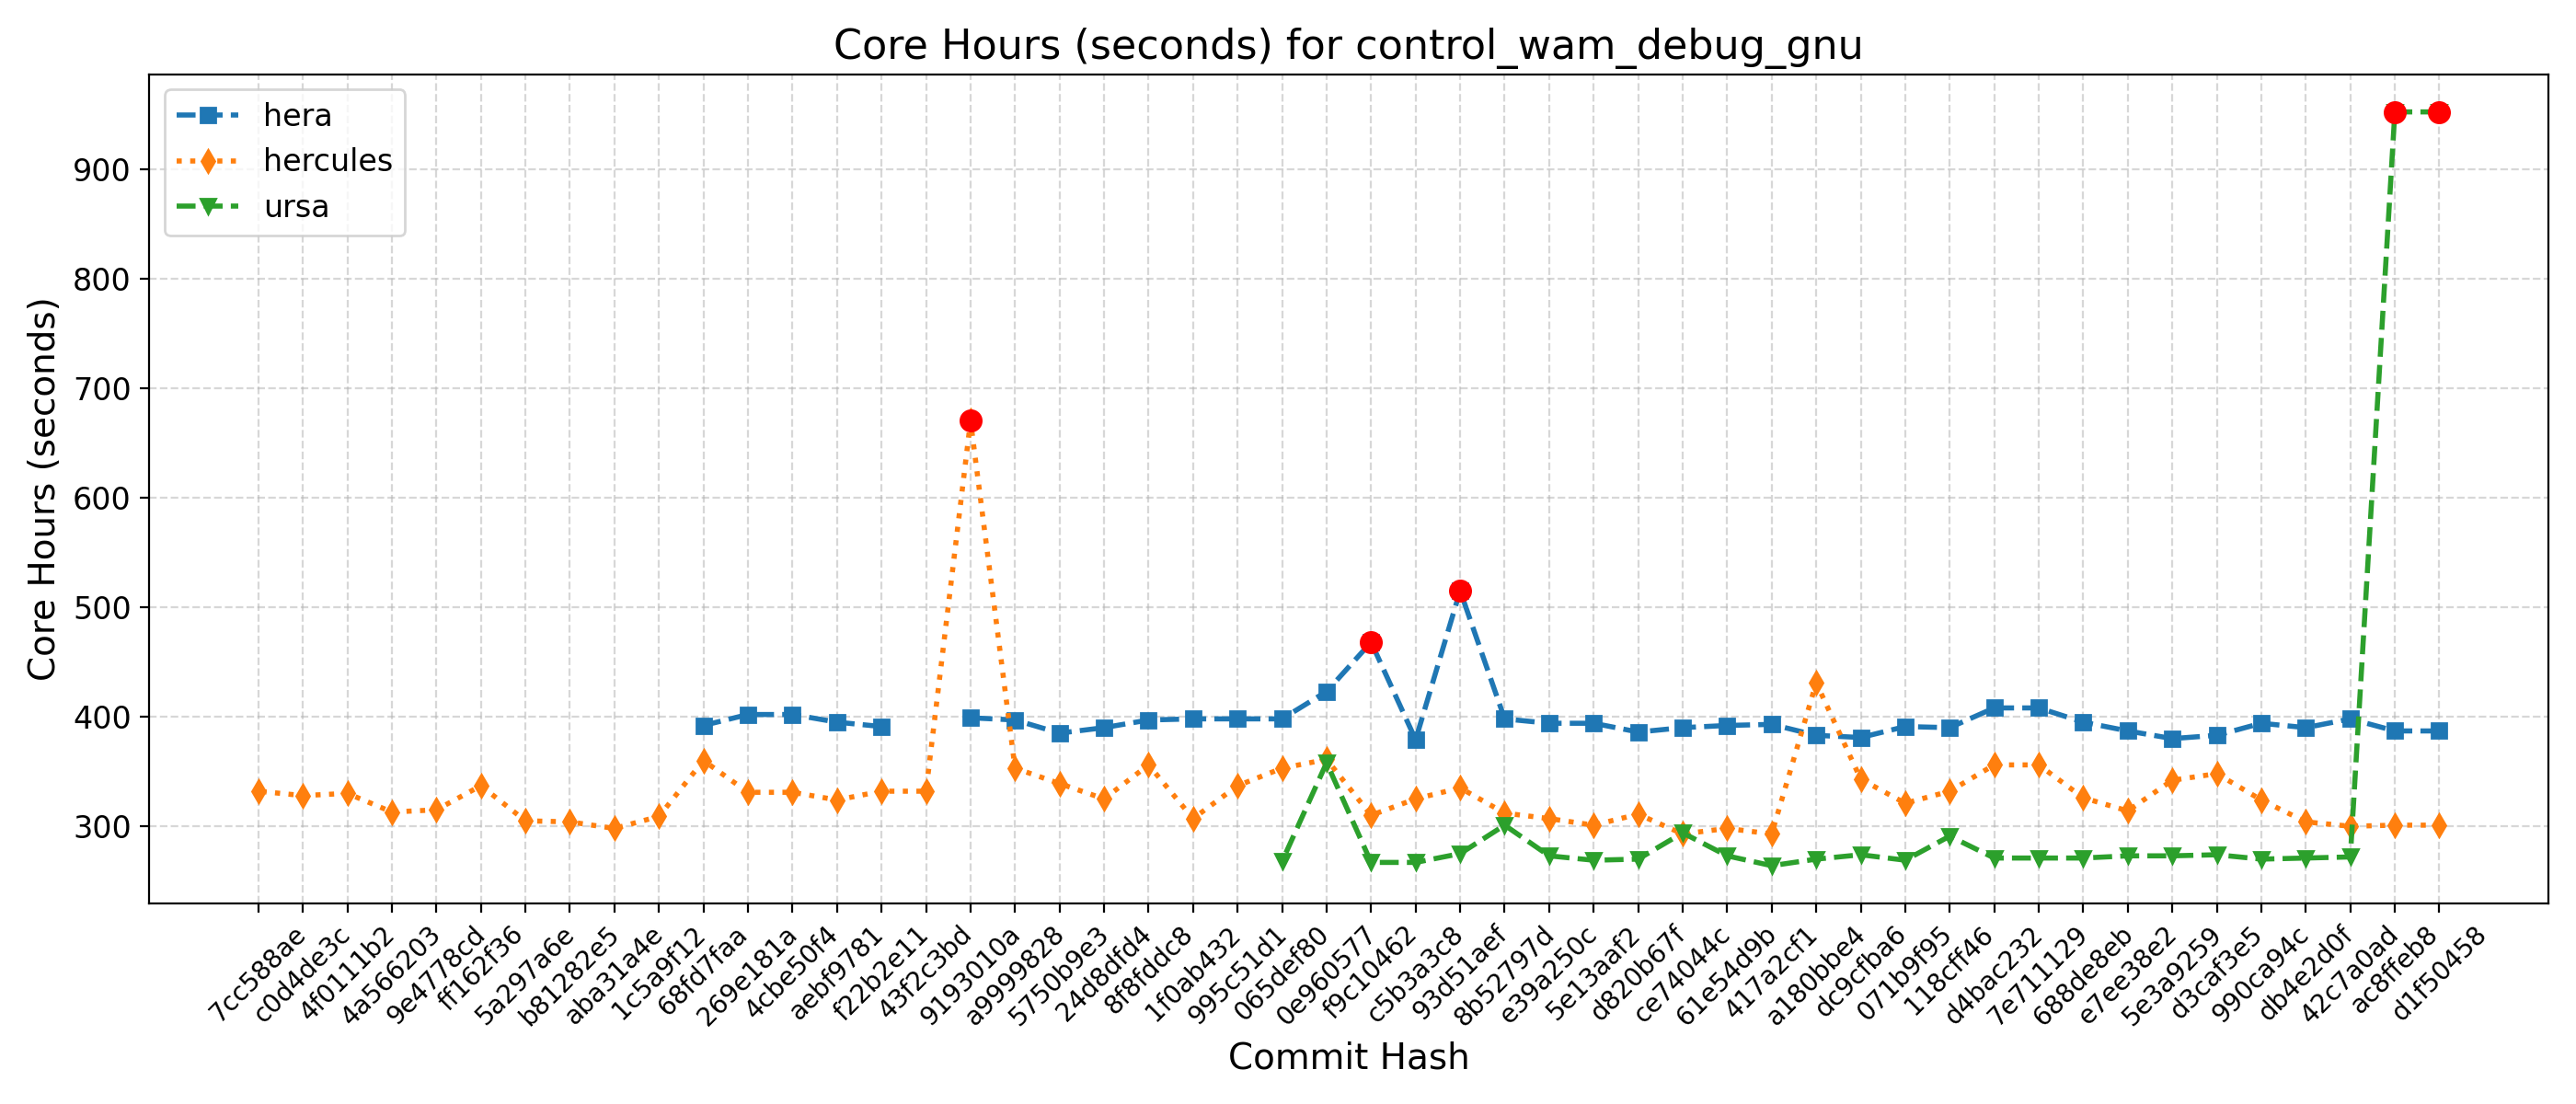 Core Hours (seconds) for control_wam_debug_gnu
hera
hercules
ursa
Core Hours (seconds)
900
800
700
600
500
400
300
7cc588ae
c0d4de3c
4f0111b2
4a566203
9e4778cd
ff162f36
5a297a6e
b81282e5
aba31a4e
1c5a9f12
68fd7faa
269e181a
4cbe50f4
aebf9781
f22b2e11
43f2c3bd
9193010a
a9999828
5750b9e3
24d8dfd4
8f8fddc8
1f0ab432
995c51d1
065def80
0e960577
f9c10462
c5b3a3c8
93d51aef
8b52797d
e39a250c
5e13aaf2
d820b67f
ce74044c
61e54d9b
417a2cf1
a180bbe4
dc9cfba6
071b9f95
118cff46
d4bac232
7e711129
688de8eb
e7ee38e2
5e3a9259
d3caf3e5
990ca94c
db4e2d0f
42c7a0ad
ac8ffeb8
d1f50458
Commit Hash